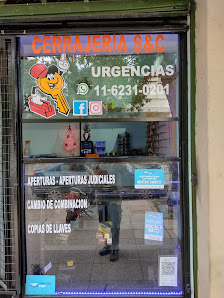 CERRAJERIA S&C
URGENCIAS
11-6231-0201
APERTURAS - APERTURAS JUDICIALES
CAMBIO DE COMBINACION
COPIAS DE LLAVES